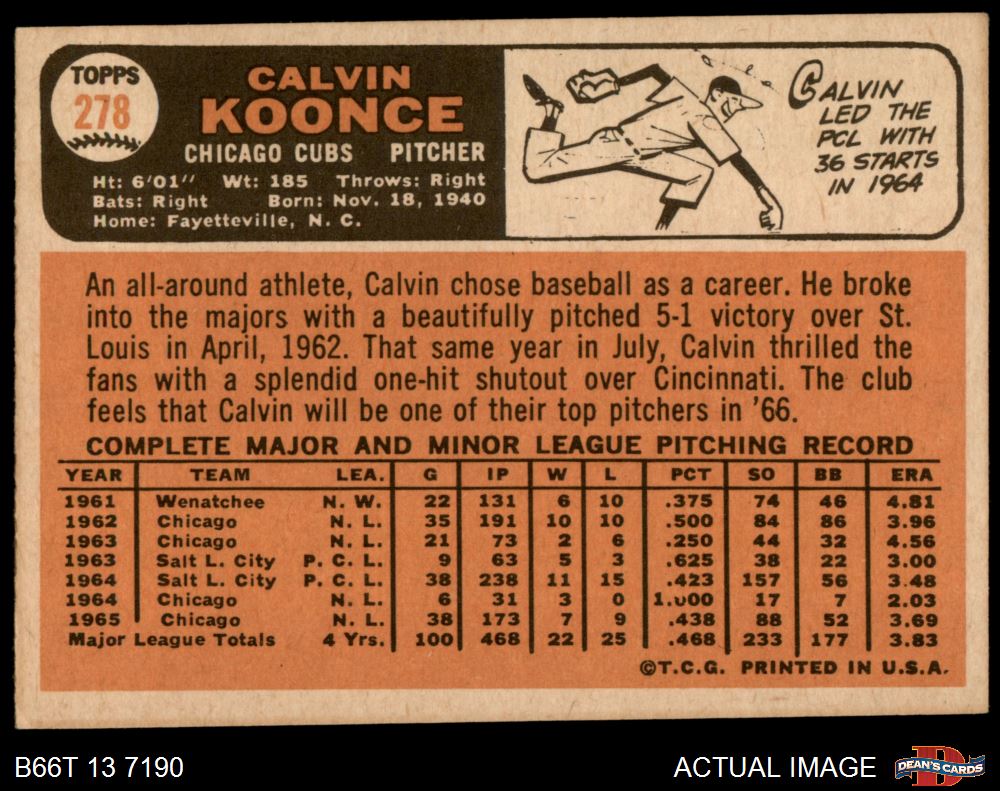 TOPPS
278
CALVIN
KOONCE
CHICAGO CUBS PITCHER
Ht: 6'01" Wt: 185 Throws: Right
Bats: Right Born: Nov. 18, 1940
Home: Fayetteville, N. C.
CALVIN
LED THE
PCL WITH
36 STARTS
IN 1964
An all-around athlete, Calvin chose baseball as a career. He broke
into the majors with a beautifully pitched 5-1 victory over St.
Louis in April, 1962. That same year in July, Calvin thrilled the
fans with a splendid one-hit shutout over Cincinnati. The club
feels that Calvin will be one of their top pitchers in '66.
COMPLETE MAJOR AND MINOR LEAGUE PITCHING RECORD
YEAR TEAM LEA. G IP W L PCT SO BB ERA
1961 Wenatchee N. W. 22 131 6 10 .375 74 46 4.81
1962 Chicago N. L. 35 191 10 10 .500 84 86 3.96
1963 Chicago N. L. 21 73 2 6 .250 44 32 4.56
1963 Salt L. City P. C. L. 9 63 5 3 .625 38 22 3.00
1964 Salt L. City P. C. L. 38 238 11 15 .423 157 56 3.48
1964 Chicago N. L. 6 31 3 0 1.000 17 7 2.03
1965 Chicago N. L. 38 173 7 9 .438 88 52 3.69
Major League Totals 4 Yrs. 100 468 22 25 .468 233 177 3.83
©T.C.G. PRINTED IN U.S.A.
B66T 13 7190
ACTUAL IMAGE
D
DEAN'S CARDS